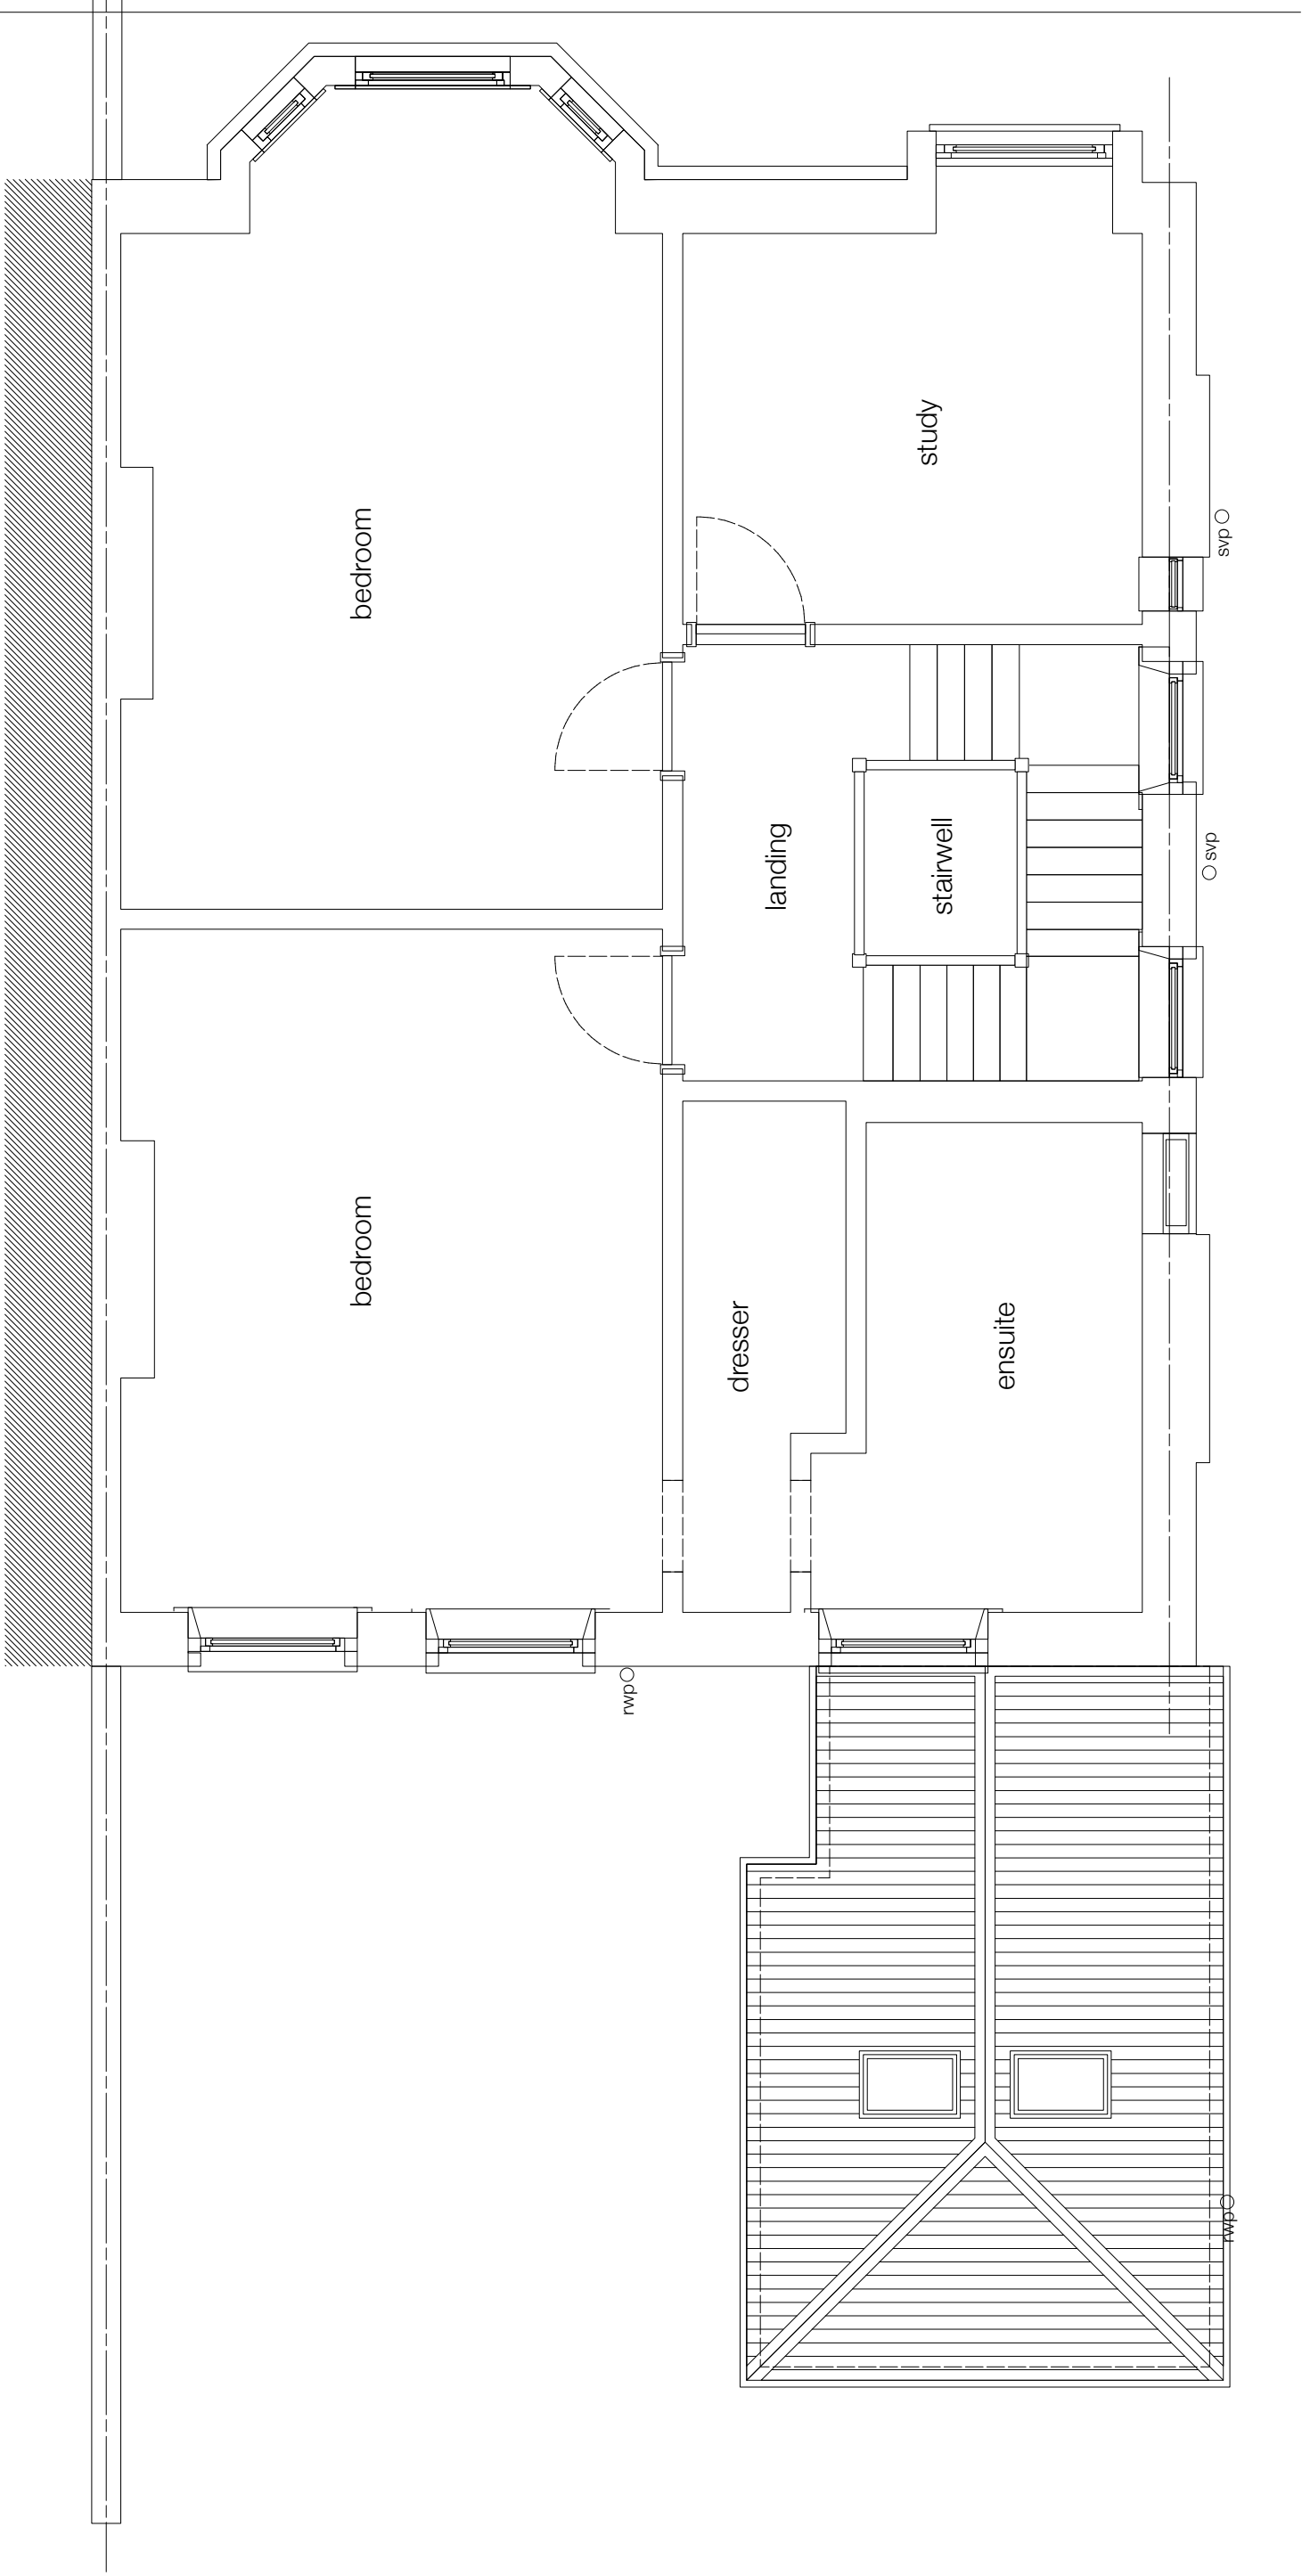 study
bedroom
svp
landing
stairwell
svp
bedroom
dresser
ensuite
rwp
rwp